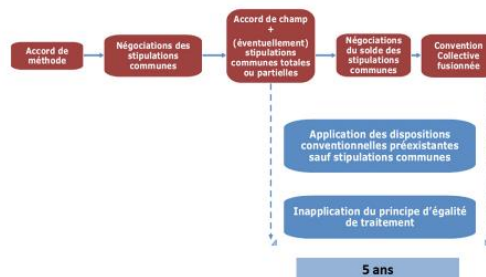 Accord de
méthode
Négociations des
stipulations
communes
Accord de champ
+
(éventuellement)
stipulations
communes totales
ou partielles
Négociations
du solde des
stipulations
communes
Convention
Collective
fusionnée
Application des dispositions
conventionnelles préexistantes
sauf stipulations communes
Inapplication du principe d'égalité
de traitement
5 ans